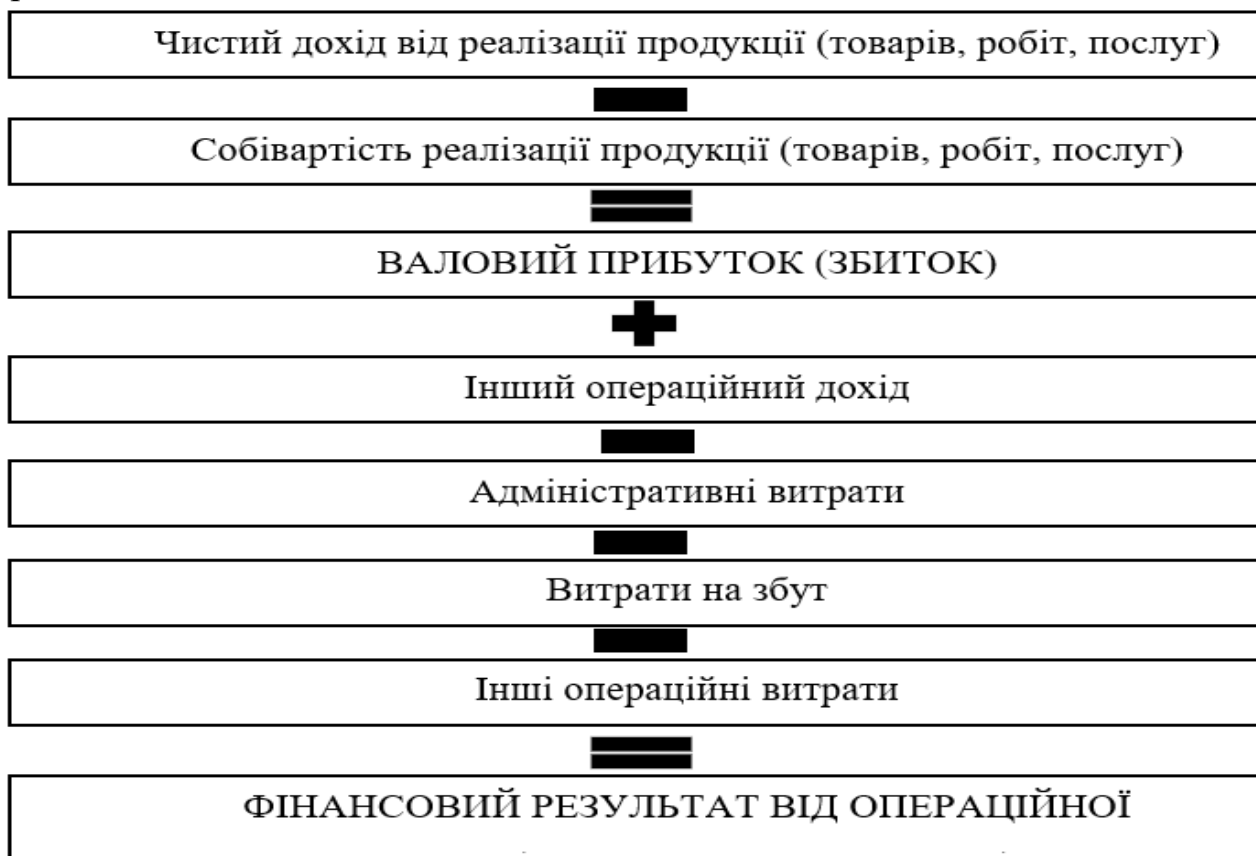 Чистий дохід від реалізації продукції (товарів, робіт, послуг)
Собівартість реалізації продукції (товарів, робіт, послуг)
ВАЛОВИЙ ПРИБУТОК (ЗБИТОК)
Інший операційний дохід
Адміністративні витрати
Витрати на збут
Інші операційні витрати
ФІНАНСОВИЙ РЕЗУЛЬТАТ ВІД ОПЕРАЦІЙНОЇ